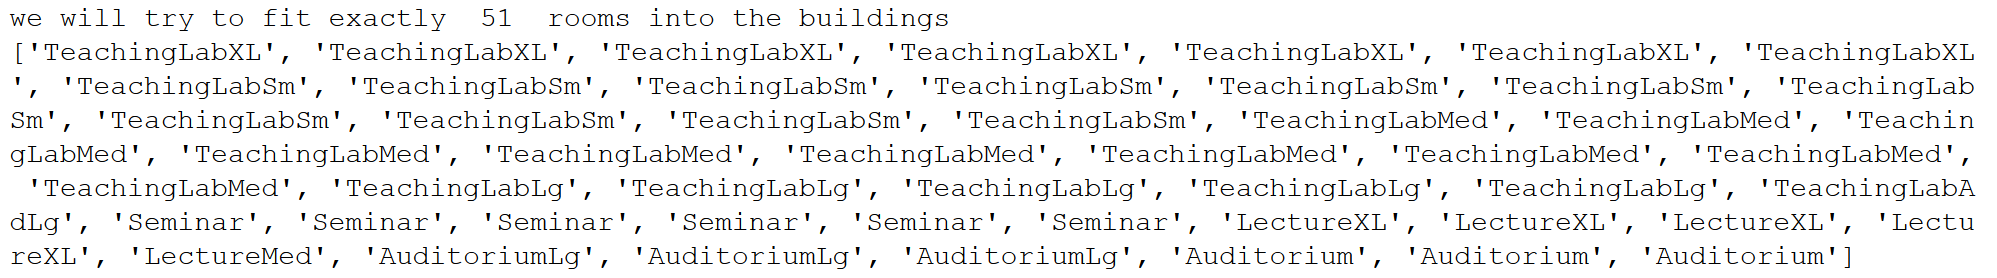 we will try to fit exactly  51  rooms into the buildings
['TeachingLabXL', 'TeachingLabXL', 'TeachingLabXL', 'TeachingLabXL', 'TeachingLabXL', 'TeachingLabXL', 'TeachingLabXL
', 'TeachingLabSm', 'TeachingLabSm', 'TeachingLabSm', 'TeachingLabSm', 'TeachingLabSm', 'TeachingLabSm', 'TeachingLab
Sm', 'TeachingLabSm', 'TeachingLabSm', 'TeachingLabSm', 'TeachingLabSm', 'TeachingLabMed', 'TeachingLabMed', 'Teachin
gLabMed', 'TeachingLabMed', 'TeachingLabMed', 'TeachingLabMed', 'TeachingLabMed', 'TeachingLabMed', 'TeachingLabMed',
 'TeachingLabMed', 'TeachingLabLg', 'TeachingLabLg', 'TeachingLabLg', 'TeachingLabLg', 'TeachingLabLg', 'TeachingLabA
dLg', 'Seminar', 'Seminar', 'Seminar', 'Seminar', 'Seminar', 'Seminar', 'LectureXL', 'LectureXL', 'LectureXL', 'Lectu
reXL', 'LectureMed', 'AuditoriumLg', 'AuditoriumLg', 'AuditoriumLg', 'Auditorium', 'Auditorium', 'Auditorium']